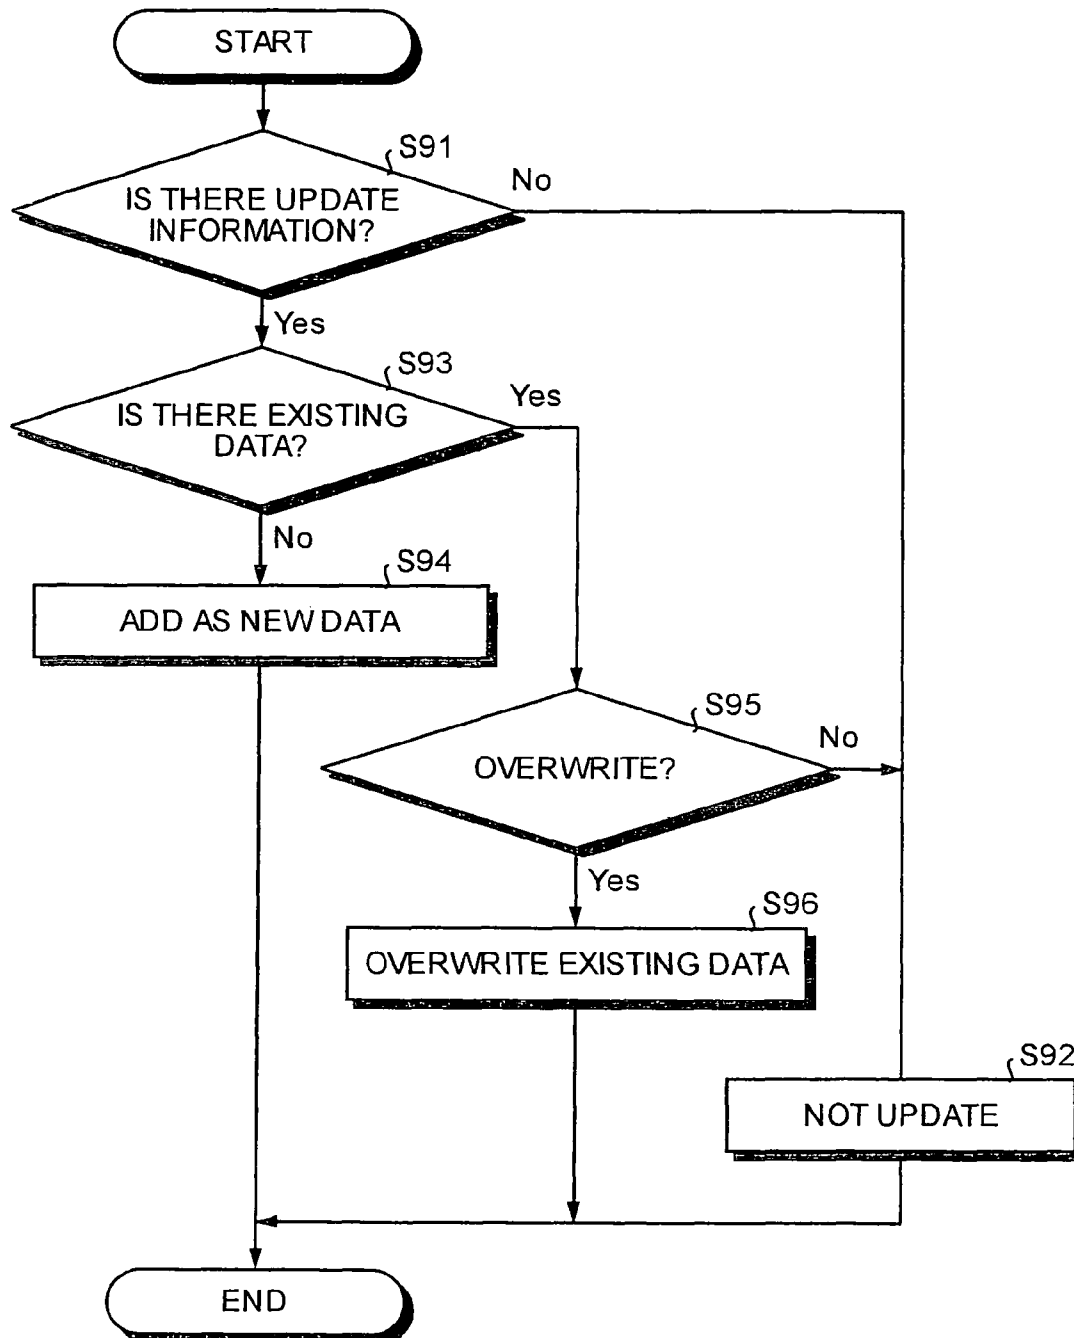 START
S91
No
IS THERE UPDATE
INFORMATION?
Yes
S93
Yes
IS THERE EXISTING
DATA?
No
S94
ADD AS NEW DATA
S95
No
OVERWRITE?
Yes
S96
OVERWRITE EXISTING DATA
S92
NOT UPDATE
END